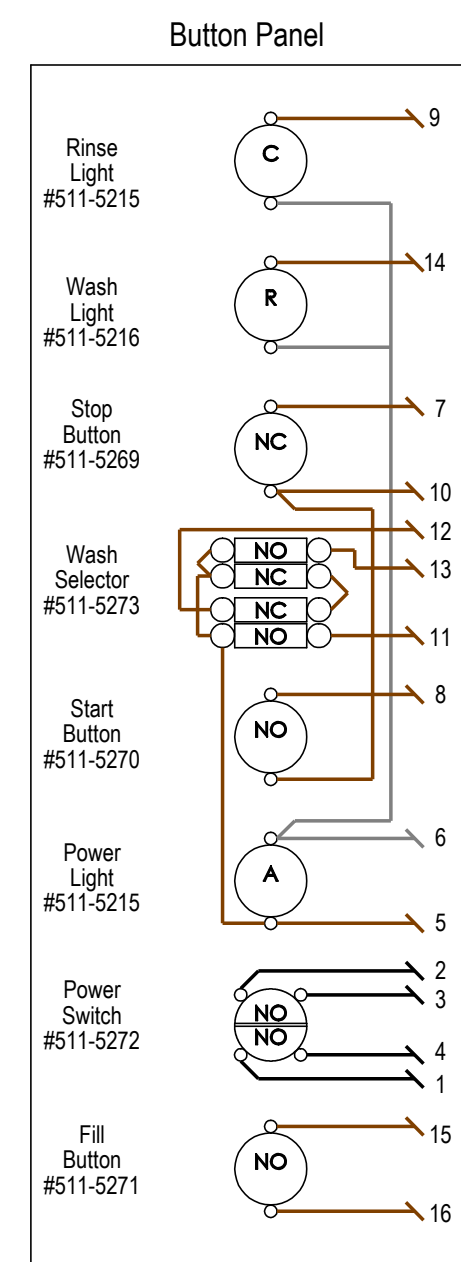 Button Panel
9
Rinse
Light
#511-5215
C
14
Wash
Light
#511-5216
R
7
Stop
Button
#511-5269
NC
10
12
13
Wash
Selector
#511-5273
NO
NC
NC
NO
11
8
Start
Button
#511-5270
NO
6
Power
Light
#511-5215
A
5
2
3
Power
Switch
#511-5272
NO
NO
4
1
15
Fill
Button
#511-5271
NO
16